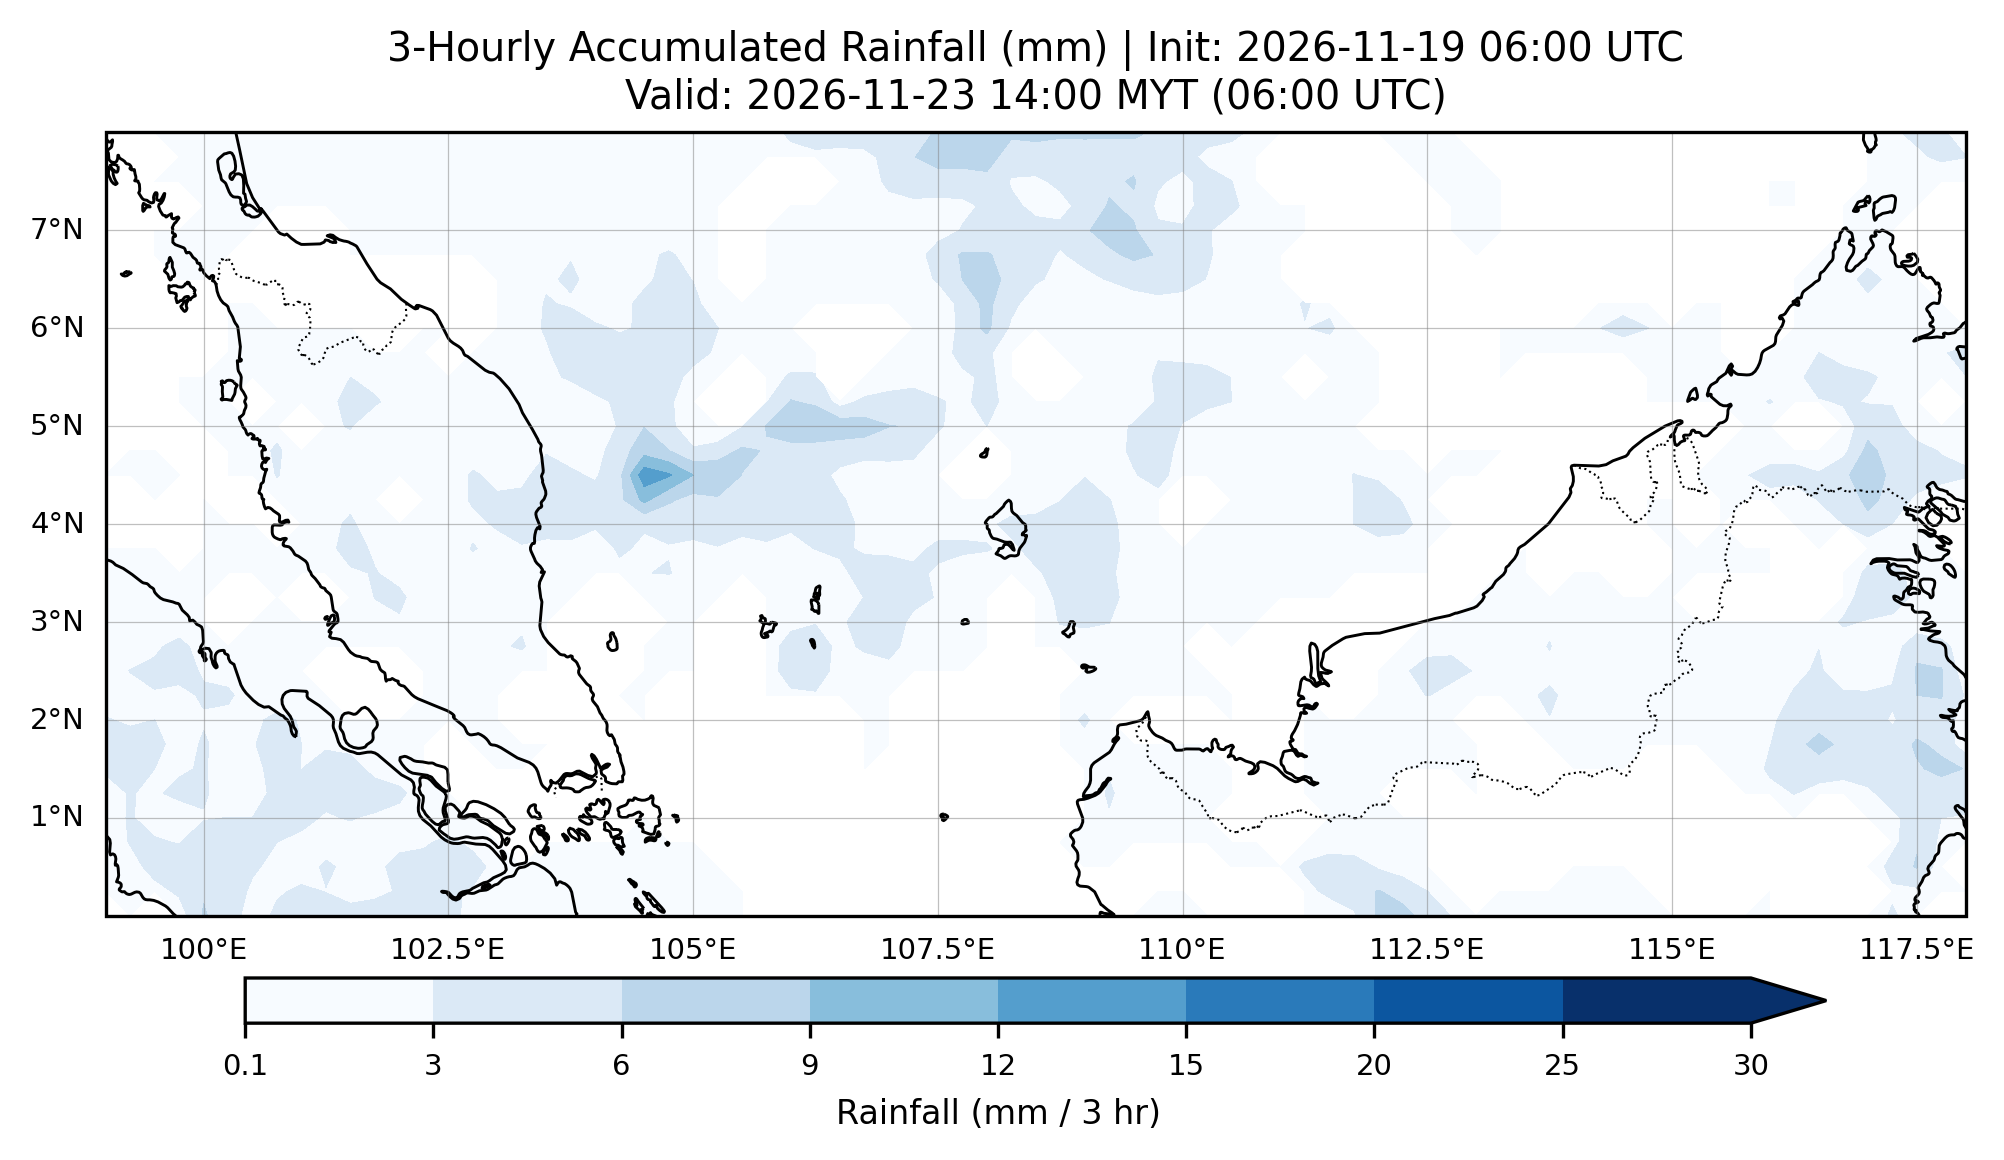 3-Hourly Accumulated Rainfall (mm) | Init: 2026-11-19 06:00 UTC
Valid: 2026-11-23 14:00 MYT (06:00 UTC)
7°N
6°N
5°N
4°N
3°N
2°N
1°N
100°E 102.5°E 105°E 107.5°E 110°E 112.5°E 115°E 117.5°E
0.1 3 6 9 12 15 20 25 30
Rainfall (mm / 3 hr)